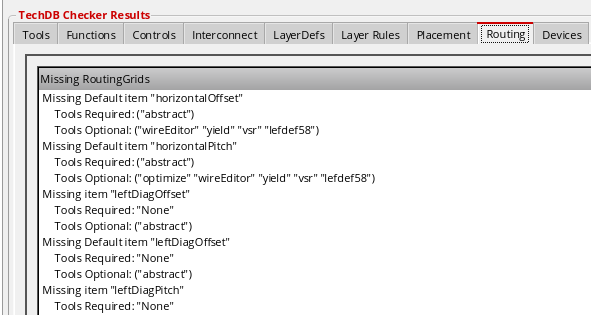 TechDB Checker Results
Tools Functions Controls Interconnect LayerDefs Layer Rules Placement Routing Devices
Missing RoutingGrids
Missing Default item "horizontalOffset"
Tools Required: ("abstract")
Tools Optional: ("wireEditor" "yield" "vsr" "lefdef58")
Missing Default item "horizontalPitch"
Tools Required: ("abstract")
Tools Optional: ("optimize" "wireEditor" "yield" "vsr" "lefdef58")
Missing item "leftDiagOffset"
Tools Required: "None"
Tools Optional: ("abstract")
Missing Default item "leftDiagOffset"
Tools Required: "None"
Tools Optional: ("abstract")
Missing item "leftDiagPitch"
Tools Required: "None"